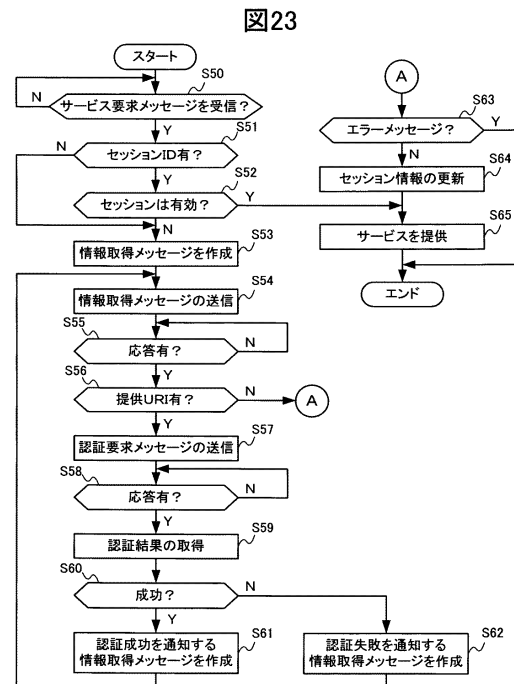 図23
スタート
S50
サービス要求メッセージを受信？
N
Y
S51
セッションID有？
N
Y
S52
セッションは有効？
Y
N
S53
情報取得メッセージを作成
S54
情報取得メッセージの送信
S55
応答有？
N
Y
S56
提供URI有？
N
A
Y
S57
認証要求メッセージの送信
S58
応答有？
N
Y
S59
認証結果の取得
S60
成功？
N
Y
S61
認証成功を通知する
情報取得メッセージを作成
S62
認証失敗を通知する
情報取得メッセージを作成
A
S63
エラーメッセージ？
Y
N
S64
セッション情報の更新
S65
サービスを提供
エンド